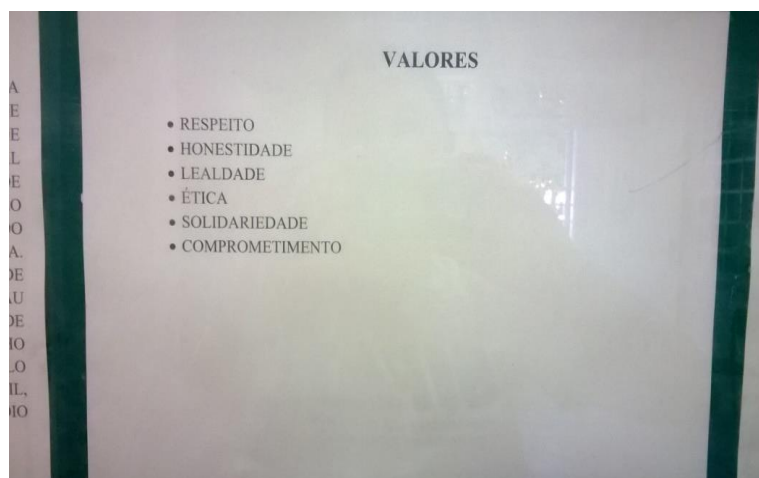 VALORES
• RESPEITO
• HONESTIDADE
• LEALDADE
• ÉTICA
• SOLIDARIEDADE
• COMPROMETIMENTO